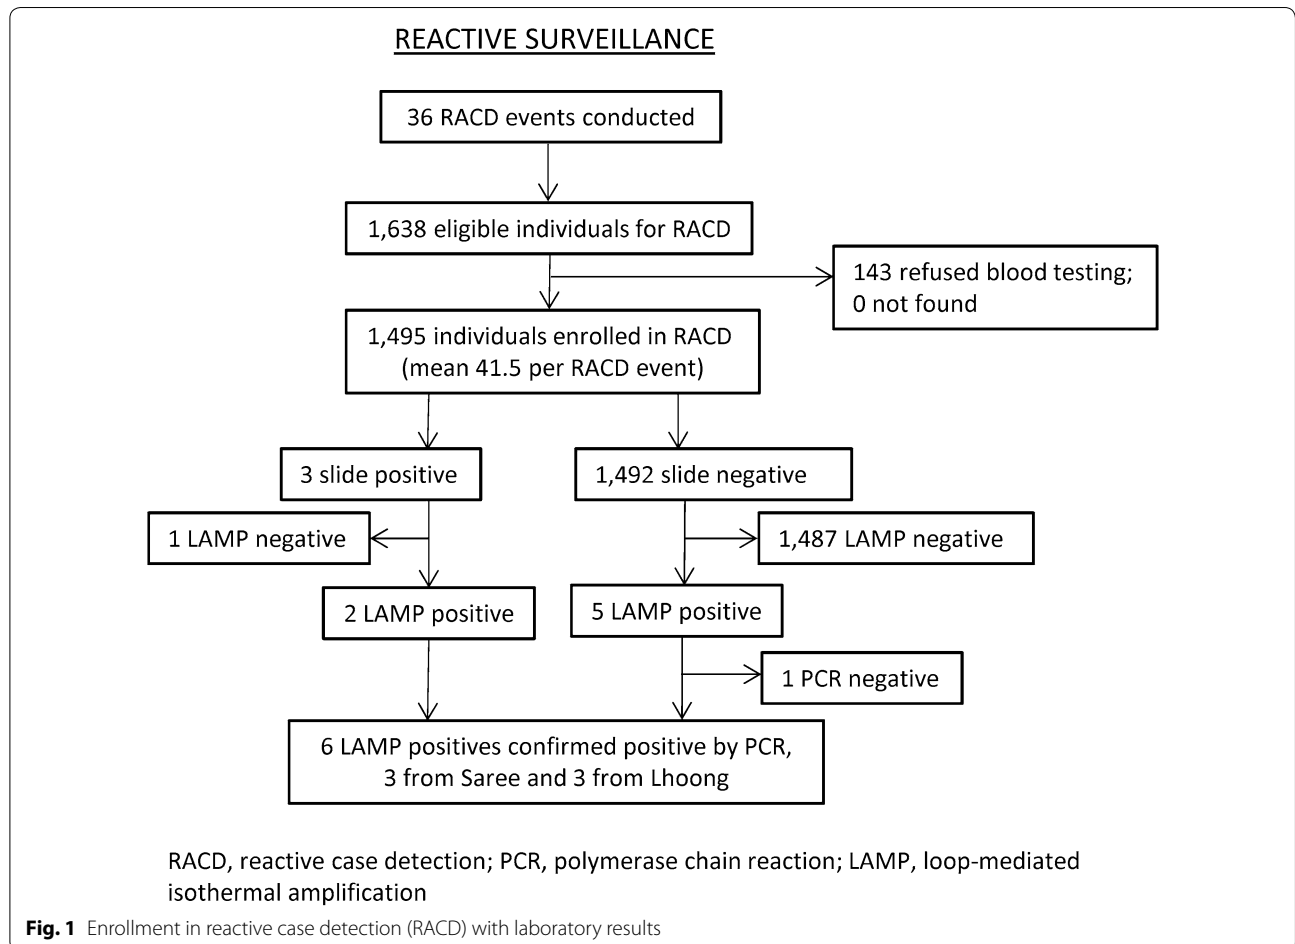 REACTIVE SURVEILLANCE
36 RACD events conducted
1,638 eligible individuals for RACD
143 refused blood testing;
0 not found
1,495 individuals enrolled in RACD
(mean 41.5 per RACD event)
3 slide positive
1,492 slide negative
1 LAMP negative
1,487 LAMP negative
2 LAMP positive
5 LAMP positive
1 PCR negative
6 LAMP positives confirmed positive by PCR,
3 from Saree and 3 from Lhoong
RACD, reactive case detection; PCR, polymerase chain reaction; LAMP, loop-mediated
isothermal amplification
Fig. 1 Enrollment in reactive case detection (RACD) with laboratory results